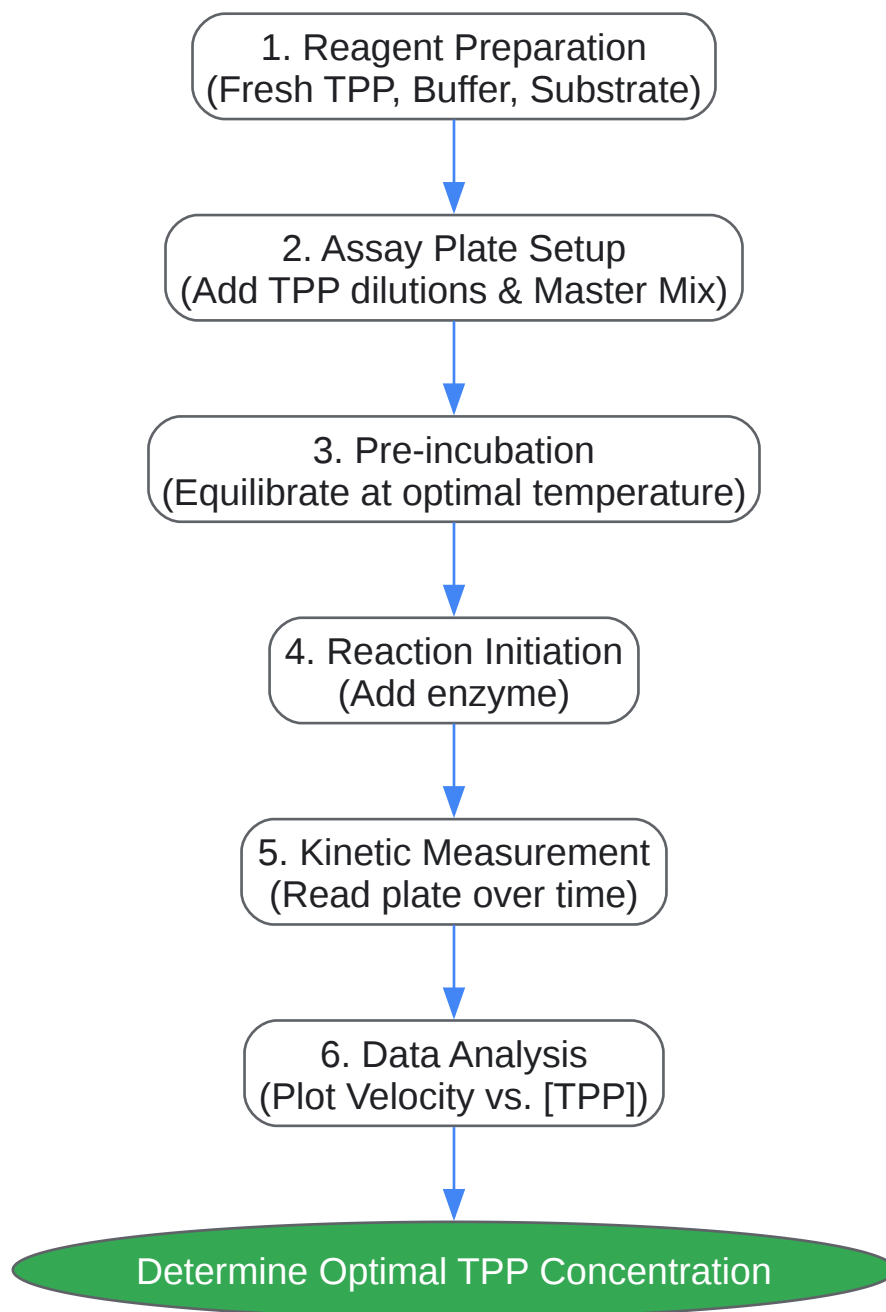 1. Reagent Preparation
(Fresh TPP, Buffer, Substrate)
2. Assay Plate Setup
(Add TPP dilutions & Master Mix)
3. Pre-incubation
(Equilibrate at optimal temperature)
4. Reaction Initiation
(Add enzyme)
5. Kinetic Measurement
(Read plate over time)
6. Data Analysis
(Plot Velocity vs. [TPP])
Determine Optimal TPP Concentration